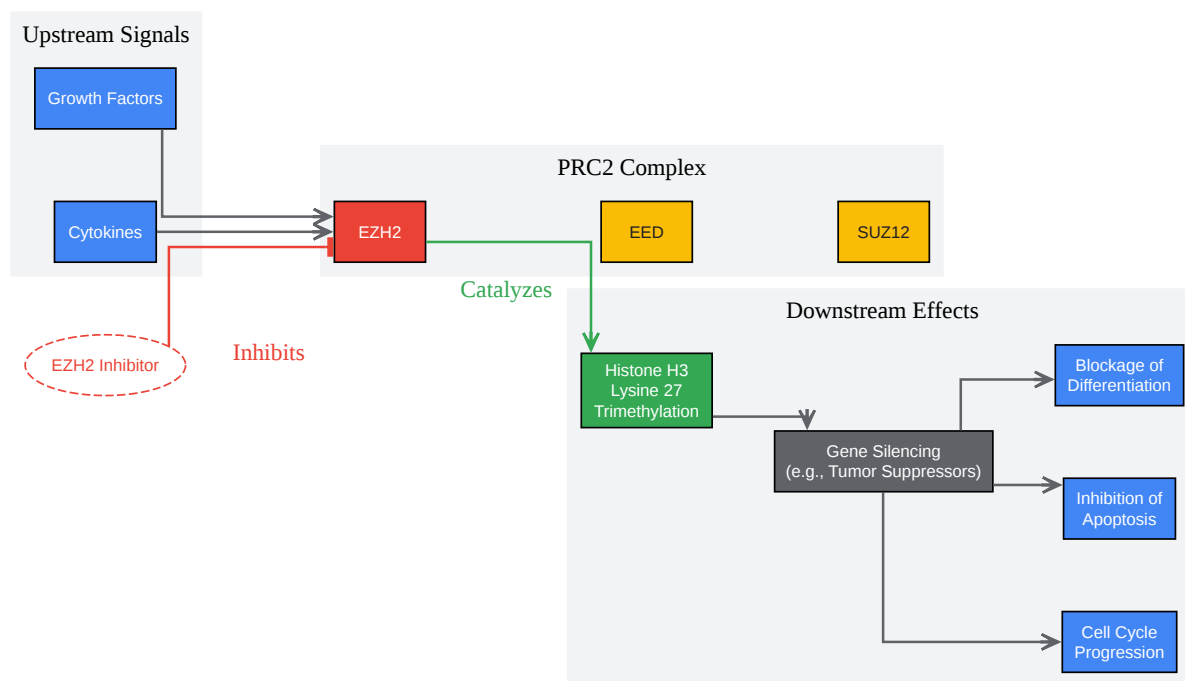 Upstream Signals
Growth Factors
Cytokines
PRC2 Complex
EZH2
EED
SUZ12
Catalyzes
Inhibits
EZH2 Inhibitor
Downstream Effects
Histone H3
Lysine 27
Trimethylation
Gene Silencing
(e.g., Tumor Suppressors)
Blockage of
Differentiation
Inhibition of
Apoptosis
Cell Cycle
Progression